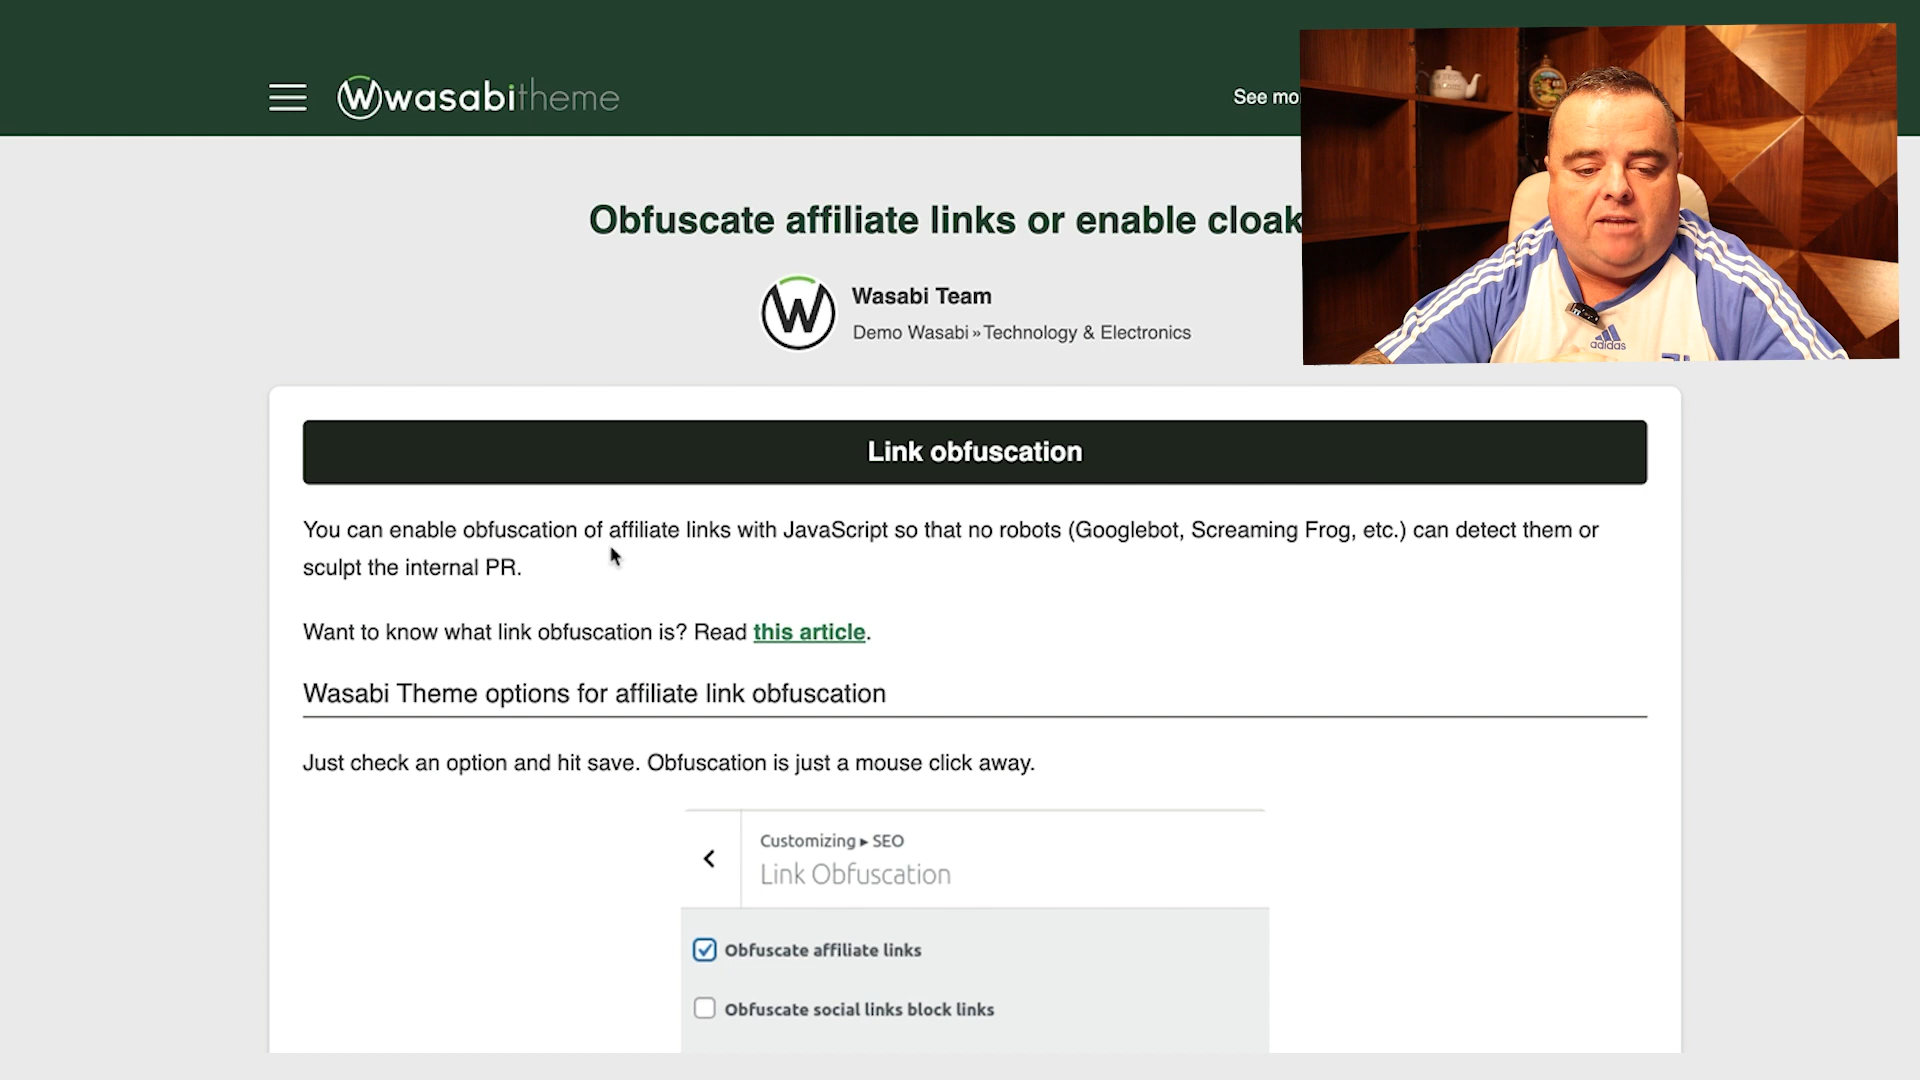 wasabitheme
See mo
Obfuscate affiliate links or enable cloak
Wasabi Team
Demo Wasabi » Technology & Electronics
Link obfuscation
You can enable obfuscation of affiliate links with JavaScript so that no robots (Googlebot, Screaming Frog, etc.) can detect them or
sculpt the internal PR.
Want to know what link obfuscation is? Read this article.
Wasabi Theme options for affiliate link obfuscation
Just check an option and hit save. Obfuscation is just a mouse click away.
Customizing ▸ SEO
Link Obfuscation
Obfuscate affiliate links
Obfuscate social links block links
adidas